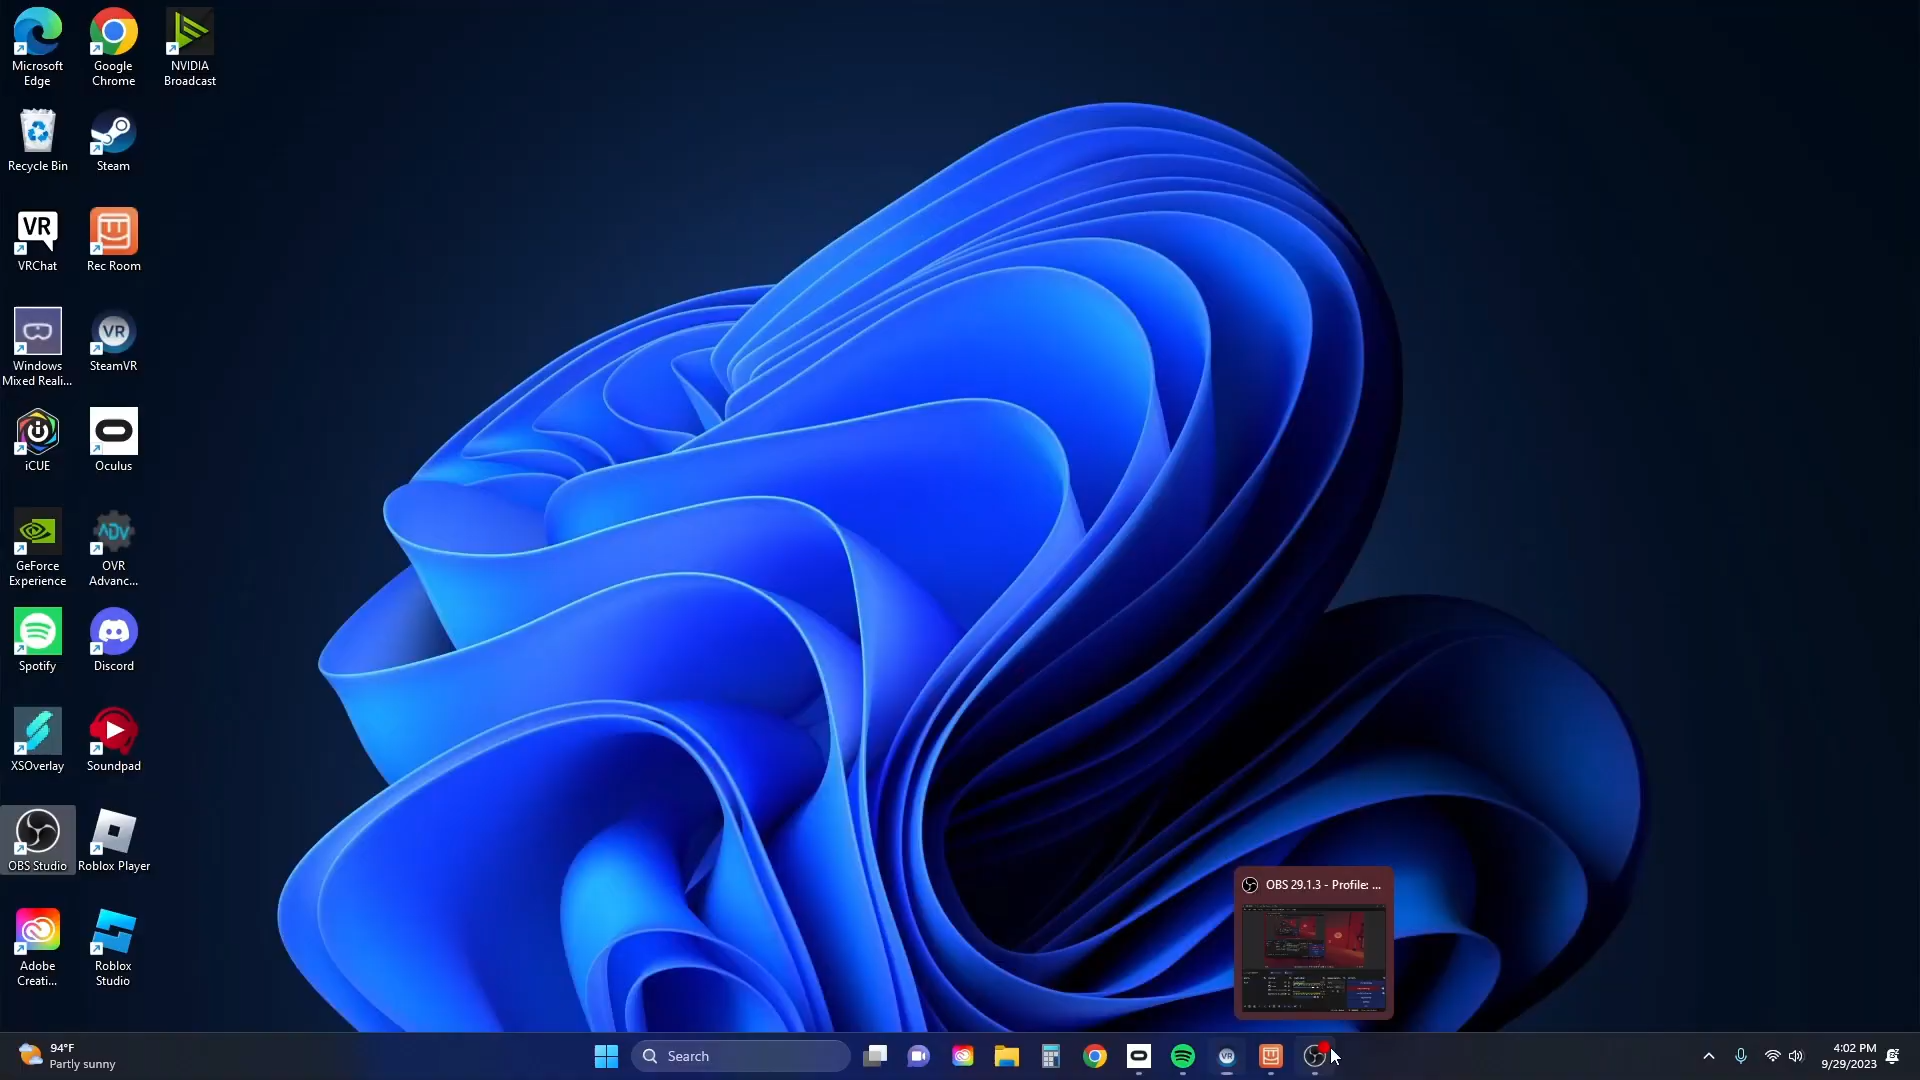 Microsoft
Edge
Google
Chrome
NVIDIA
Broadcast
Recycle Bin
Steam
VR
VRChat
Rec Room
Windows
Mixed Reali...
VR
SteamVR
iCUE
Oculus
GeForce
Experience
ADV
OVR
Advanc...
Spotify
Discord
XSOverlay
Soundpad
OBS Studio
Roblox Player
Adobe
Creati...
Roblox
Studio
OBS 29.1.3 - Profile: ...
94°F
Partly sunny
Search
VR
4:02 PM
9/29/2023